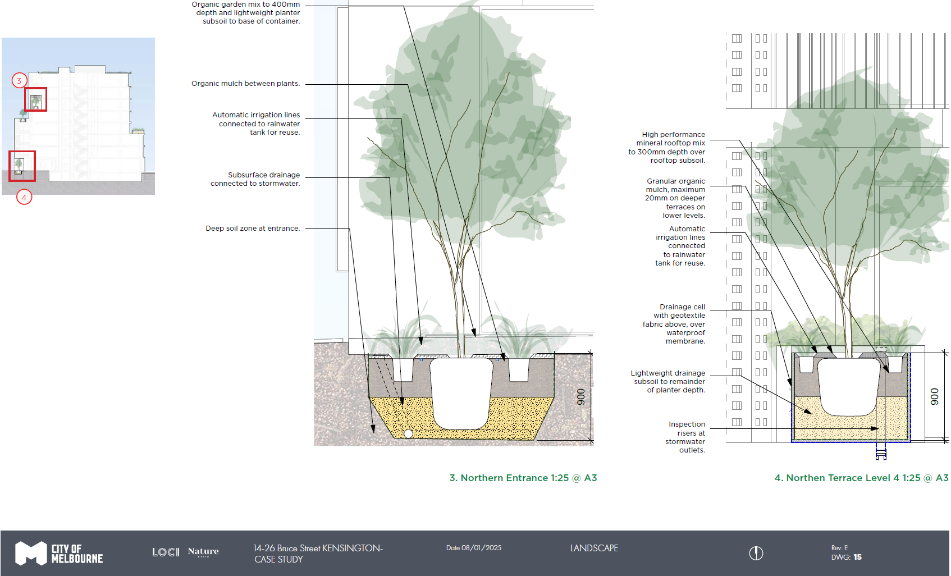 Organic garden mix to 400mm
depth and lightweight planter
subsoil to base of container.
Organic mulch between plants.
Automatic irrigation lines
connected to rainwater
tank for reuse.
Subsurface drainage
connected to stormwater.
Deep soil zone at entrance.
3
4
900
3. Northern Entrance 1:25 @ A3
High performance
mineral rooftop mix
to 300mm depth over
rooftop subsoil.
Granular organic
mulch, maximum
20mm on deeper
terraces on
lower levels.
Automatic
irrigation lines
connected
to rainwater
tank for reuse.
Drainage cell
with geotextile
fabric above, over
waterproof
membrane.
Lightweight drainage
subsoil to remainder
of planter depth.
Inspection
risers at
stormwater
outlets.
900
4. Northen Terrace Level 4 1:25 @ A3
CITY OF
MELBOURNE
LOCI
Nature
14-26 Bruce Street KENSINGTON-
CASE STUDY
Date 08/01/2025
LANDSCAPE
Rev. E
DWG: 15